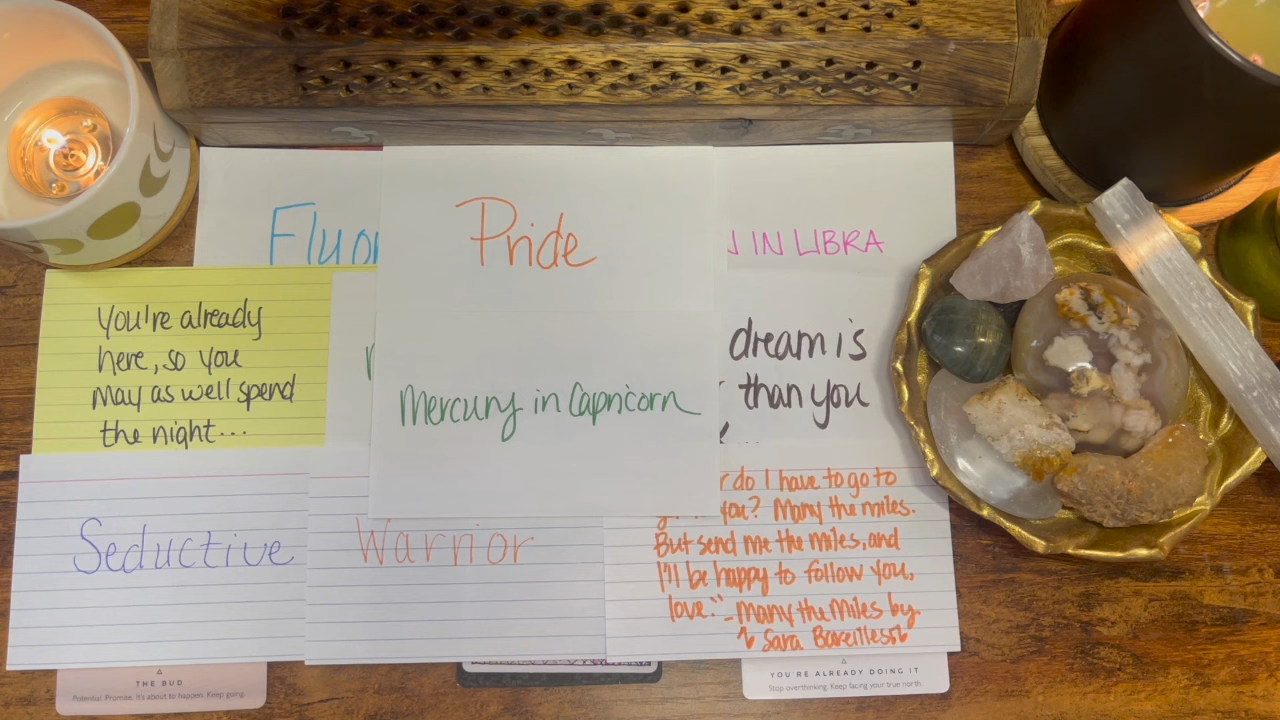 Pride
IN LIBRA
You're already
here, so you
may as well spend
the night...
dream is
than you
Mercury in Capricorn
Seductive
Warrior
do I have to go to
you? Many the miles.
But send me the miles, and
I'll be happy to follow you,
love." - Many the Miles by
Sara Bareilles
THE BUD
Potential. Promise. It's about to happen. Keep going.
YOU'RE ALREADY DOING IT
Stop overthinking. Keep facing your true north.